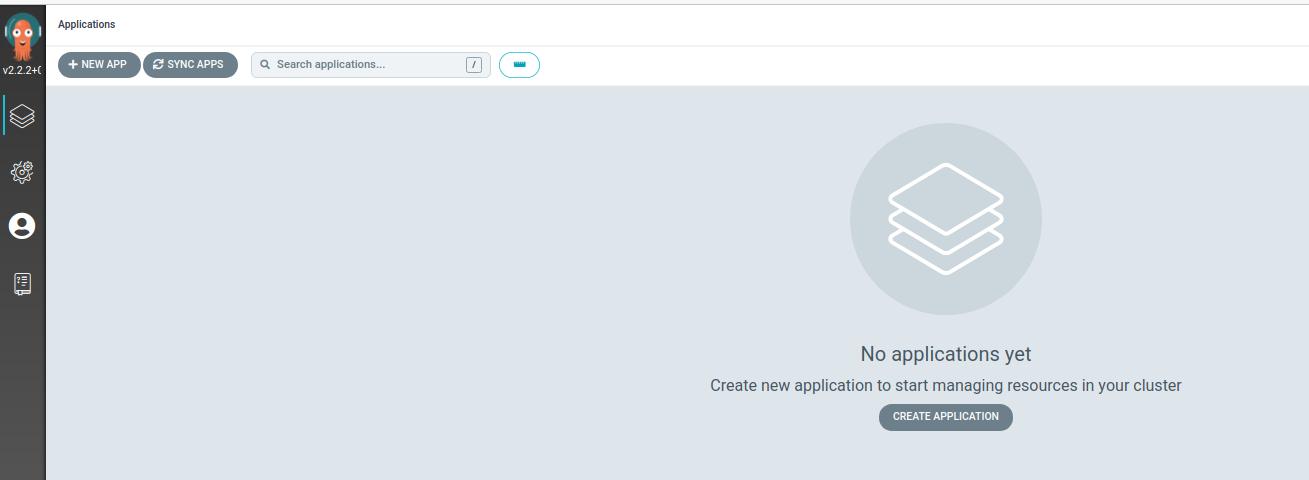 Applications
NEW APP SYNC APPS Search applications... /
v2.2.2+
No applications yet
Create new application to start managing resources in your cluster
CREATE APPLICATION